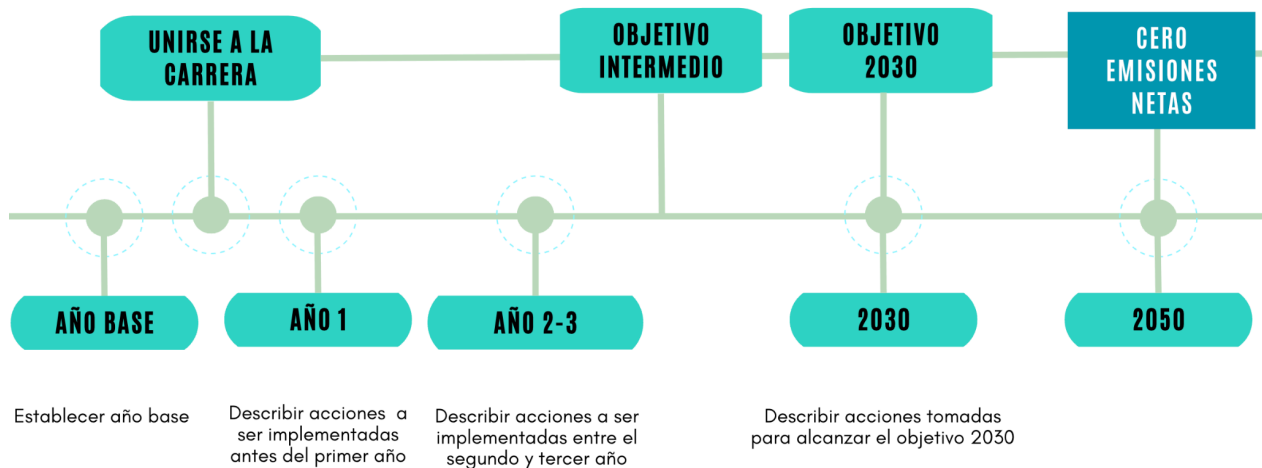 UNIRSE A LA
CARRERA
OBJETIVO
INTERMEDIO
OBJETIVO
2030
CERO
EMISIONES
NETAS
AÑO BASE
AÑO 1
AÑO 2-3
2030
2050
Establecer año base
Describir acciones a
ser implementadas
antes del primer año
Describir acciones a ser
implementadas entre el
segundo y tercer año
Describir acciones tomadas
para alcanzar el objetivo 2030